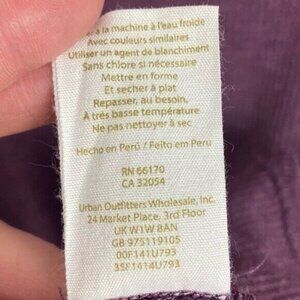 à la machine à l'eau froide
Avec couleurs similaires
Utiliser un agent de blanchiment
Sans chlore si nécessaire
Mettre en forme
Et secher à plat
Repasser, au besoin,
À très basse température
Ne pas nettoyer à sec
Hecho en Perú / Feito em Peru
RN 66170
CA 32054
Urban Outfitters Wholesale, Inc.
24 Market Place, 3rd Floor
UK W1W 8AN
GB 975119105
00F141U793
35F1414U793